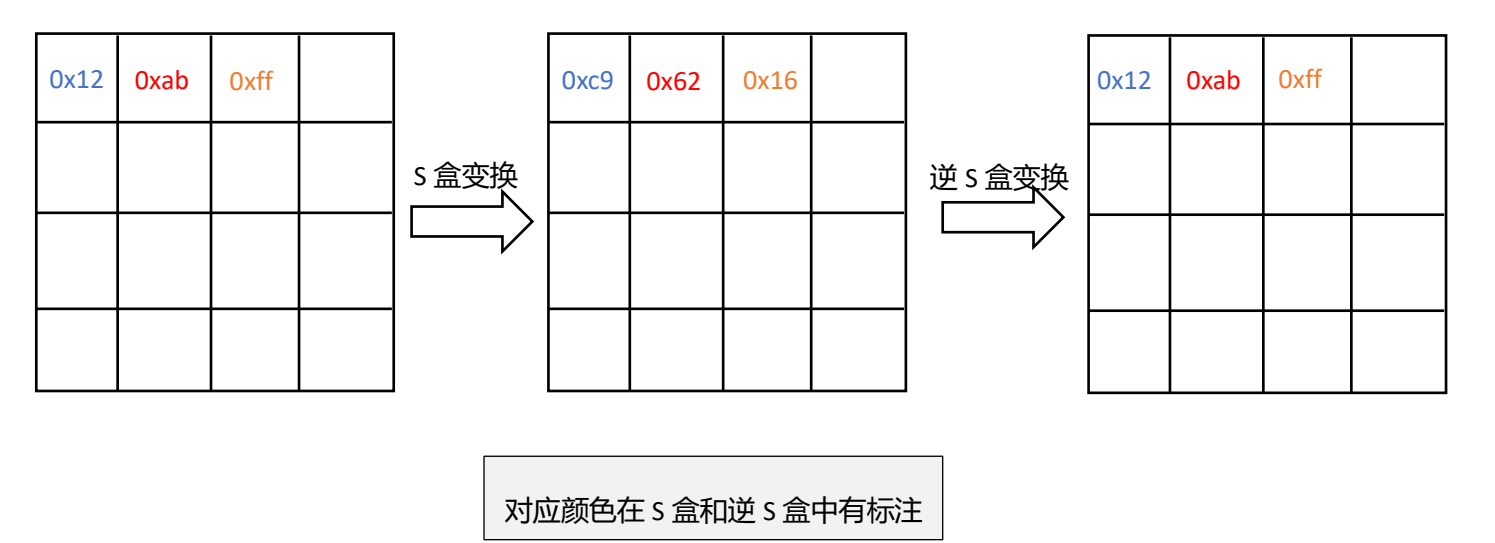 0x12 0xab 0xff
0xc9 0x62 0x16
0x12 0xab 0xff
S 盒变换
逆 S 盒变换
对应颜色在 S 盒和逆 S 盒中有标注